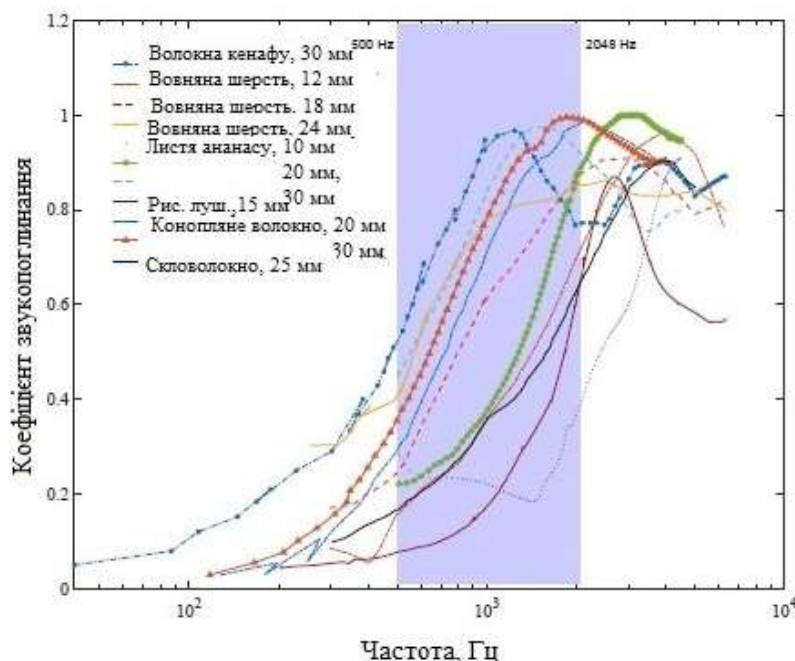 1.2
1
0.8
0.6
0.4
0.2
0
Коефіцієнт звукопоглинання
500 Hz
2048 Hz
Волокна кенафу, 30 мм
Вовняна шерсть, 12 мм
Вовняна шерсть. 18 мм
Вовняна шерсть, 24 мм
Листя ананасу, 10 мм
20 мм,
30 мм
Рис. луш., 15 мм
Конопляне волокно, 20 мм
30 мм
Скловолокно, 25 мм
10²
10³
10⁴
Частота, Гц